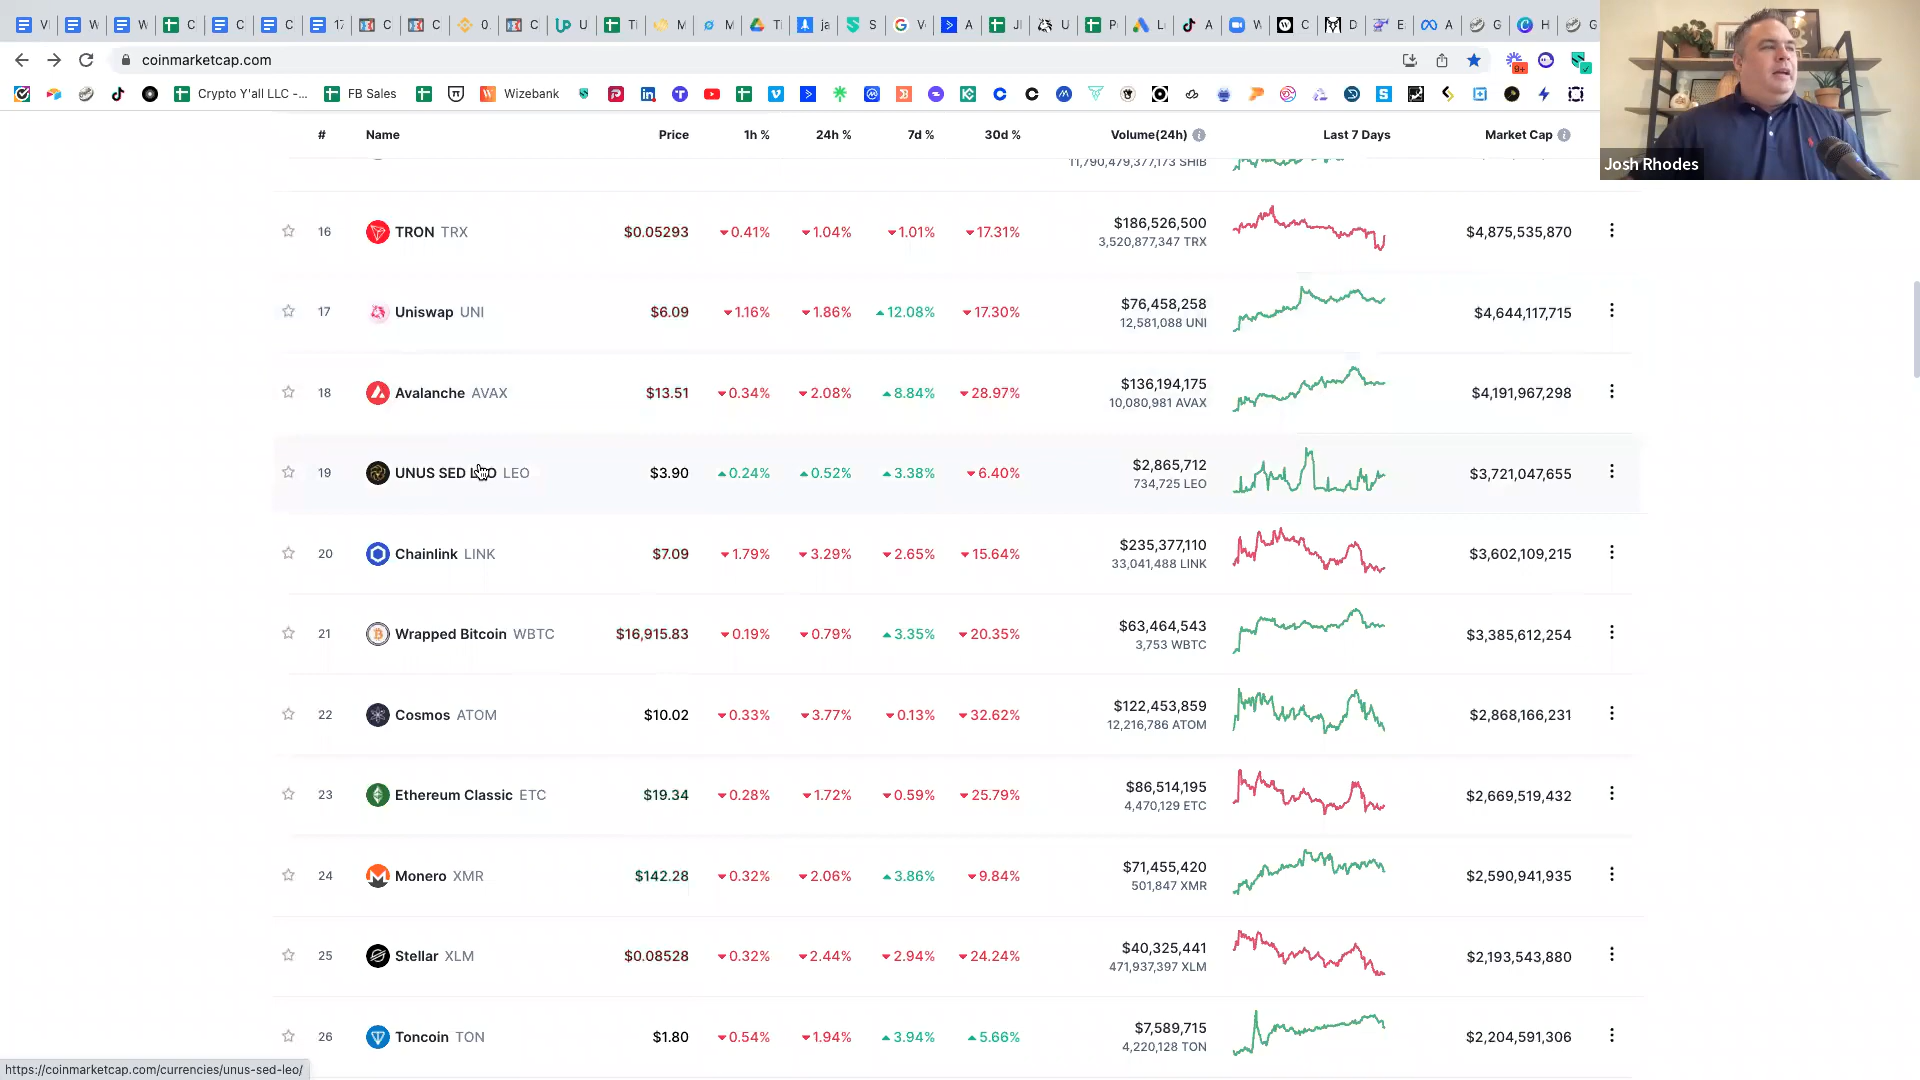 coinmarketcap.com
Crypto Y'all LLC -... FB Sales Wizebank
Josh Rhodes
# Name Price 1h % 24h % 7d % 30d % Volume(24h) Last 7 Days Market Cap
11,790,479,377,173 SHIB
16 TRON TRX $0.05293 0.41% 1.04% 1.01% 17.31% $186,526,500 $4,875,535,870
3,520,877,347 TRX
17 Uniswap UNI $6.09 1.16% 1.86% 12.08% 17.30% $76,458,258 $4,644,117,715
12,581,088 UNI
18 Avalanche AVAX $13.51 0.34% 2.08% 8.84% 28.97% $136,194,175 $4,191,967,298
10,080,981 AVAX
19 UNUS SED LEO LEO $3.90 0.24% 0.52% 3.38% 6.40% $2,865,712 $3,721,047,655
734,725 LEO
20 Chainlink LINK $7.09 1.79% 3.29% 2.65% 15.64% $235,377,110 $3,602,109,215
33,041,488 LINK
21 Wrapped Bitcoin WBTC $16,915.83 0.19% 0.79% 3.35% 20.35% $63,464,543 $3,385,612,254
3,753 WBTC
22 Cosmos ATOM $10.02 0.33% 3.77% 0.13% 32.62% $122,453,859 $2,868,166,231
12,216,786 ATOM
23 Ethereum Classic ETC $19.34 0.28% 1.72% 0.59% 25.79% $86,514,195 $2,669,519,432
4,470,129 ETC
24 Monero XMR $142.28 0.32% 2.06% 3.86% 9.84% $71,455,420 $2,590,941,935
501,847 XMR
25 Stellar XLM $0.08528 0.32% 2.44% 2.94% 24.24% $40,325,441 $2,193,543,880
471,937,397 XLM
26 Toncoin TON $1.80 0.54% 1.94% 3.94% 5.66% $7,589,715 $2,204,591,306
4,220,128 TON
https://coinmarketcap.com/currencies/unus-sed-leo/